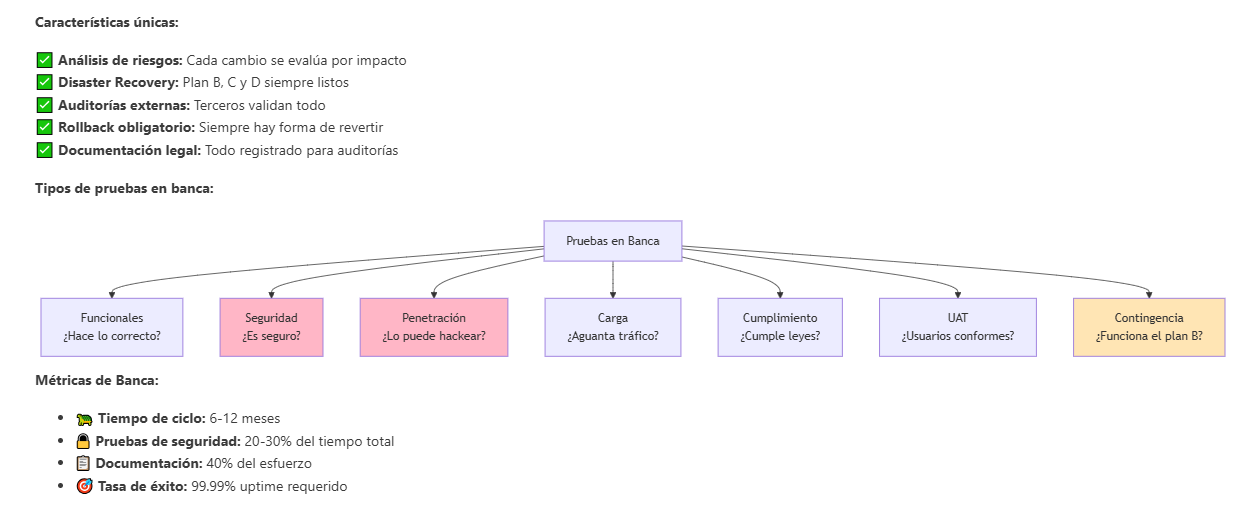 Características únicas:
✅ Análisis de riesgos: Cada cambio se evalúa por impacto
✅ Disaster Recovery: Plan B, C y D siempre listos
✅ Auditorías externas: Terceros validan todo
✅ Rollback obligatorio: Siempre hay forma de revertir
✅ Documentación legal: Todo registrado para auditorías
Tipos de pruebas en banca:
Pruebas en Banca
Funcionales
¿Hace lo correcto?
Seguridad
¿Es seguro?
Penetración
¿Lo puede hackear?
Carga
¿Aguanta tráfico?
Cumplimiento
¿Cumple leyes?
UAT
¿Usuarios conformes?
Contingencia
¿Funciona el plan B?
Métricas de Banca:
• 🐢 Tiempo de ciclo: 6-12 meses
• 🔒 Pruebas de seguridad: 20-30% del tiempo total
• 📋 Documentación: 40% del esfuerzo
• 🎯 Tasa de éxito: 99.99% uptime requerido